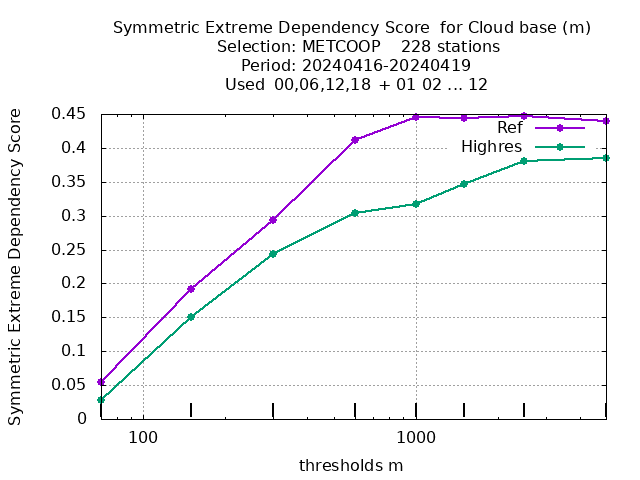 Symmetric Extreme Dependency Score  for Cloud base (m)
Selection: METCOOP    228 stations
Period: 20240416-20240419
Used  00,06,12,18 + 01 02 ... 12
Symmetric Extreme Dependency Score
0.45
0.4
0.35
0.3
0.25
0.2
0.15
0.1
0.05
0
Ref
Highres
100
1000
thresholds m